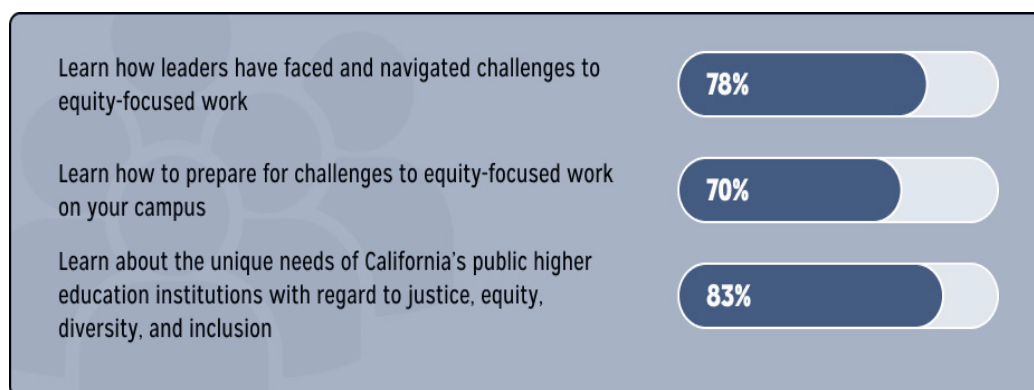 Learn how leaders have faced and navigated challenges to
equity-focused work
78%
Learn how to prepare for challenges to equity-focused work
on your campus
70%
Learn about the unique needs of California's public higher
education institutions with regard to justice, equity,
diversity, and inclusion
83%